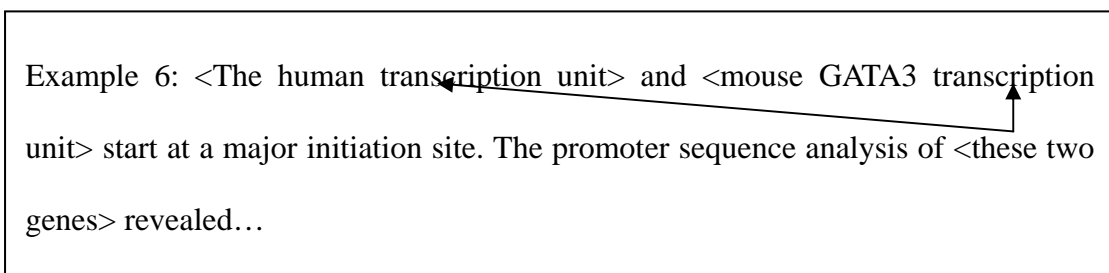 Example 6: <The human transcription unit> and <mouse GATA3 transcription
unit> start at a major initiation site. The promoter sequence analysis of <these two
genes> revealed…